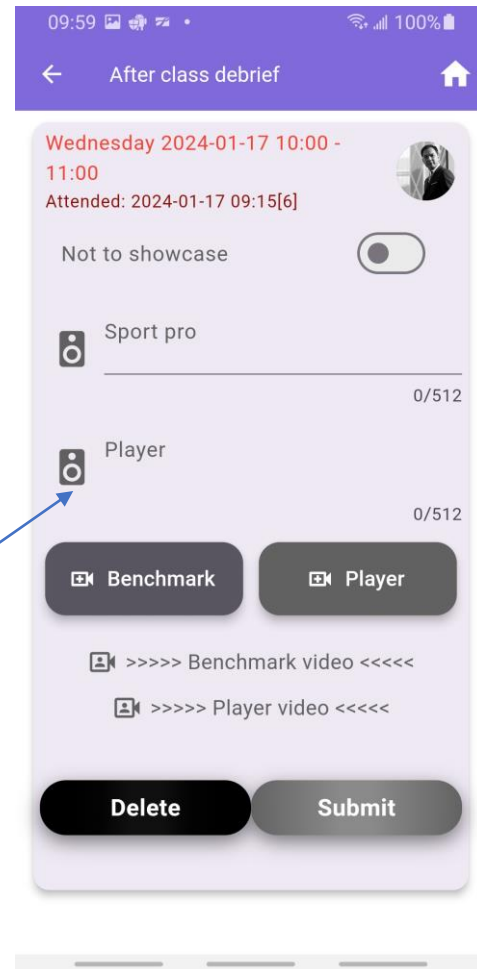 09:59 100%
After class debrief
Wednesday 2024-01-17 10:00 -
11:00
Attended: 2024-01-17 09:15[6]
Not to showcase
Sport pro
0/512
Player
0/512
Benchmark Player
>>>>> Benchmark video <<<<<
>>>>> Player video <<<<<
Delete Submit